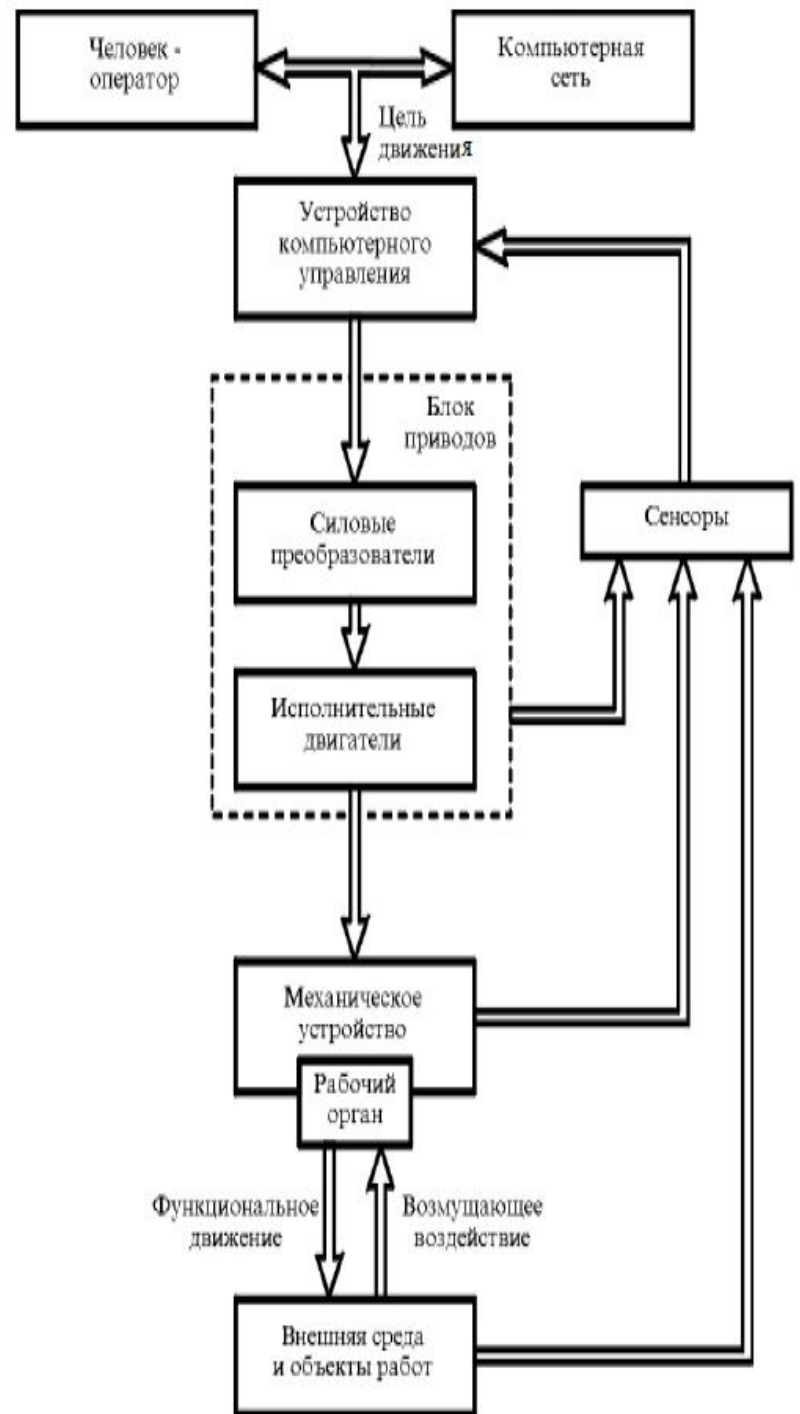 Человек -
оператор
Компьютерная
сеть
Цель
движения
Устройство
компьютерного
управления
Блок
приводов
Силовые
преобразователи
Сенсоры
Исполнительные
двигатели
Механическое
устройство
Рабочий
орган
Функциональное
движение
Возмущающее
воздействие
Внешняя среда
и объекты работ